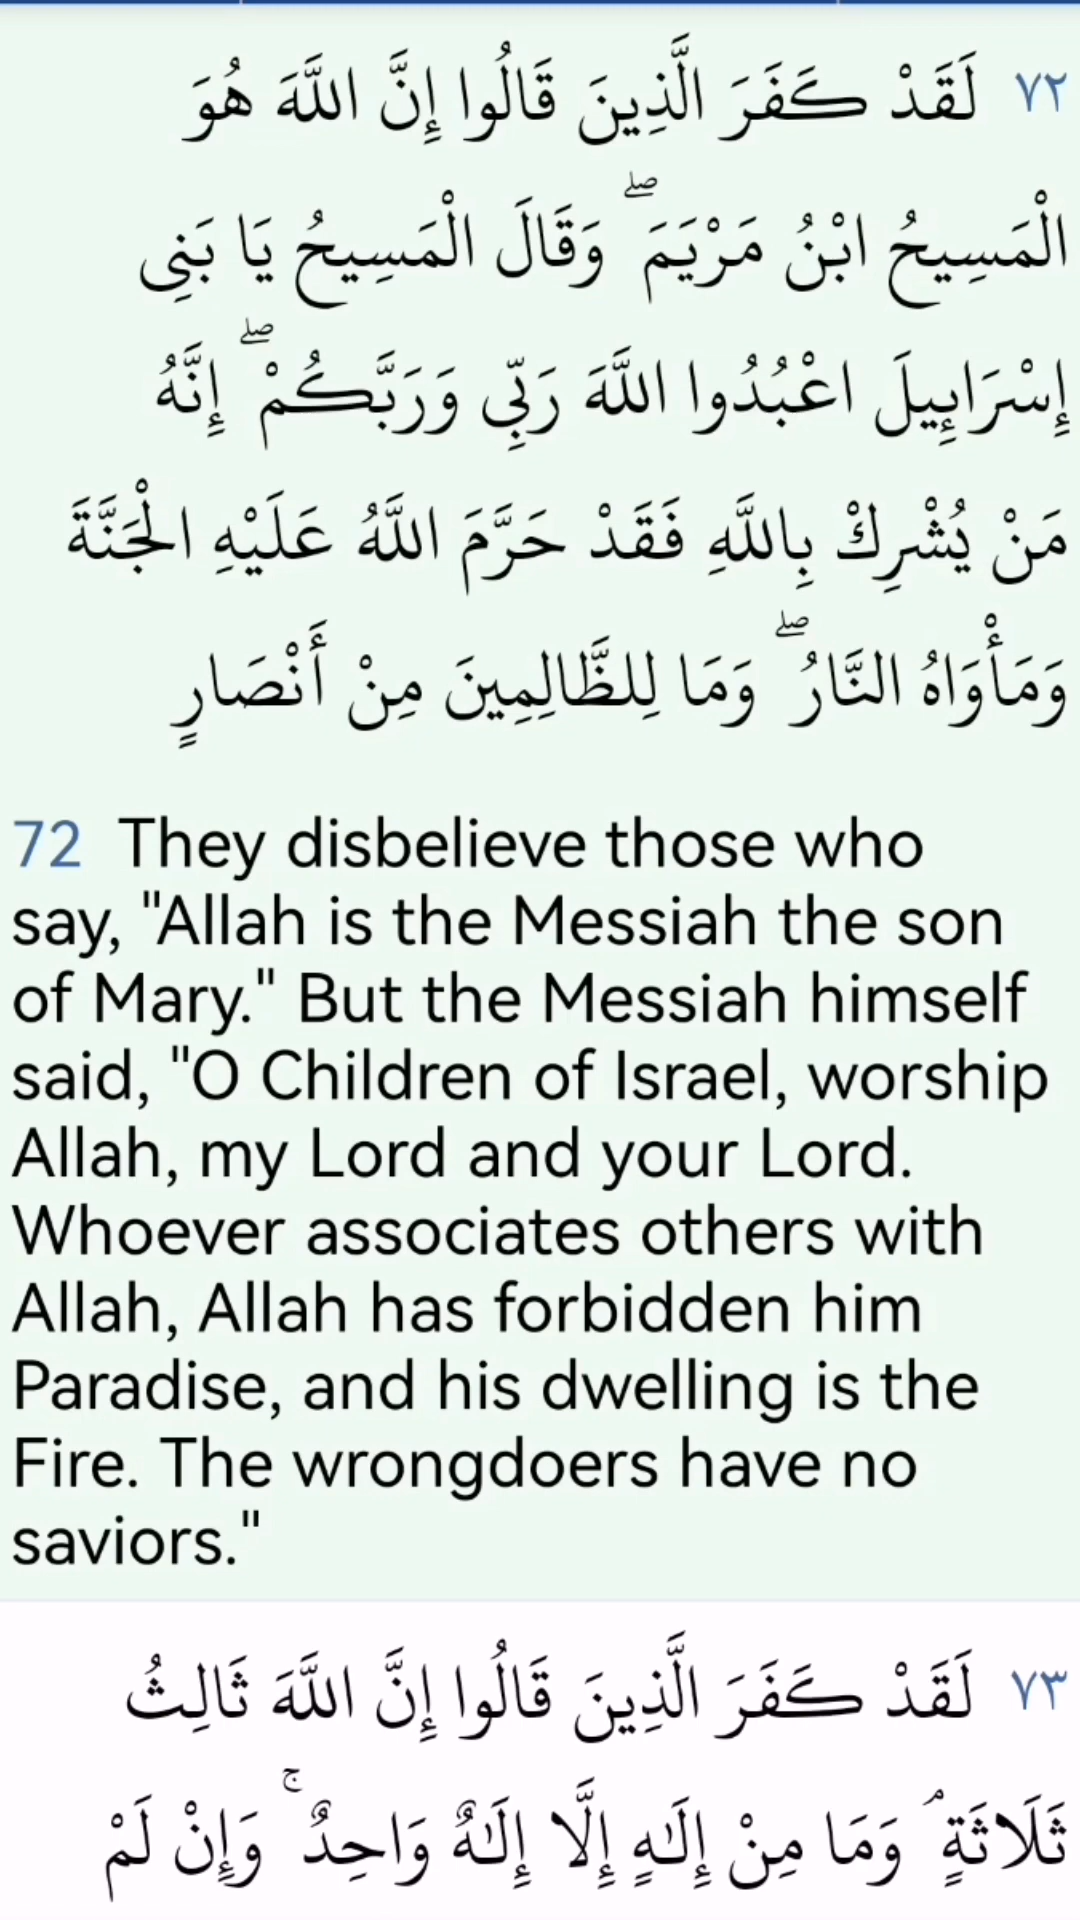 ٧٢ لَقَدْ كَفَرَ الَّذِينَ قَالُوا إِنَّ اللَّهَ هُوَ
الْمَسِيحُ ابْنُ مَرْيَمَ ۖ وَقَالَ الْمَسِيحُ يَا بَنِي
إِسْرَائِيلَ اعْبُدُوا اللَّهَ رَبِّي وَرَبَّكُمْ ۖ إِنَّهُ
مَنْ يُشْرِكْ بِاللَّهِ فَقَدْ حَرَّمَ اللَّهُ عَلَيْهِ الْجَنَّةَ
وَمَأْوَاهُ النَّارُ ۖ وَمَا لِلظَّالِمِينَ مِنْ أَنْصَارٍ
72 They disbelieve those who
say, "Allah is the Messiah the son
of Mary." But the Messiah himself
said, "O Children of Israel, worship
Allah, my Lord and your Lord.
Whoever associates others with
Allah, Allah has forbidden him
Paradise, and his dwelling is the
Fire. The wrongdoers have no
saviors."
٧٣ لَقَدْ كَفَرَ الَّذِينَ قَالُوا إِنَّ اللَّهَ ثَالِثُ
ثَلَاثَةٍ ۘ وَمَا مِنْ إِلَٰهٍ إِلَّا إِلَٰهٌ وَاحِدٌ ۚ وَإِنْ لَمْ